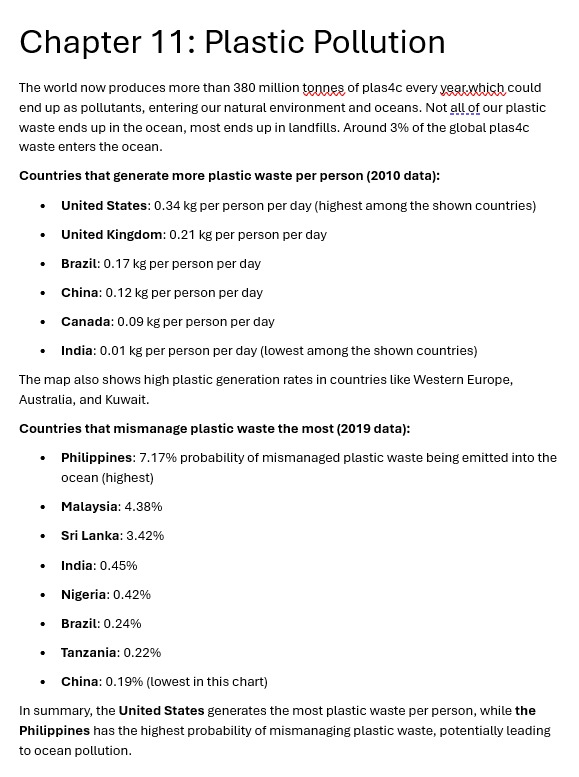 Chapter 11: Plastic Pollution
The world now produces more than 380 million tonnes of plas4c every year,which could
end up as pollutants, entering our natural environment and oceans. Not all of our plastic
waste ends up in the ocean, most ends up in landfills. Around 3% of the global plas4c
waste enters the ocean.
Countries that generate more plastic waste per person (2010 data):
• United States: 0.34 kg per person per day (highest among the shown countries)
• United Kingdom: 0.21 kg per person per day
• Brazil: 0.17 kg per person per day
• China: 0.12 kg per person per day
• Canada: 0.09 kg per person per day
• India: 0.01 kg per person per day (lowest among the shown countries)
The map also shows high plastic generation rates in countries like Western Europe,
Australia, and Kuwait.
Countries that mismanage plastic waste the most (2019 data):
• Philippines: 7.17% probability of mismanaged plastic waste being emitted into the
ocean (highest)
• Malaysia: 4.38%
• Sri Lanka: 3.42%
• India: 0.45%
• Nigeria: 0.42%
• Brazil: 0.24%
• Tanzania: 0.22%
• China: 0.19% (lowest in this chart)
In summary, the United States generates the most plastic waste per person, while the
Philippines has the highest probability of mismanaging plastic waste, potentially leading
to ocean pollution.